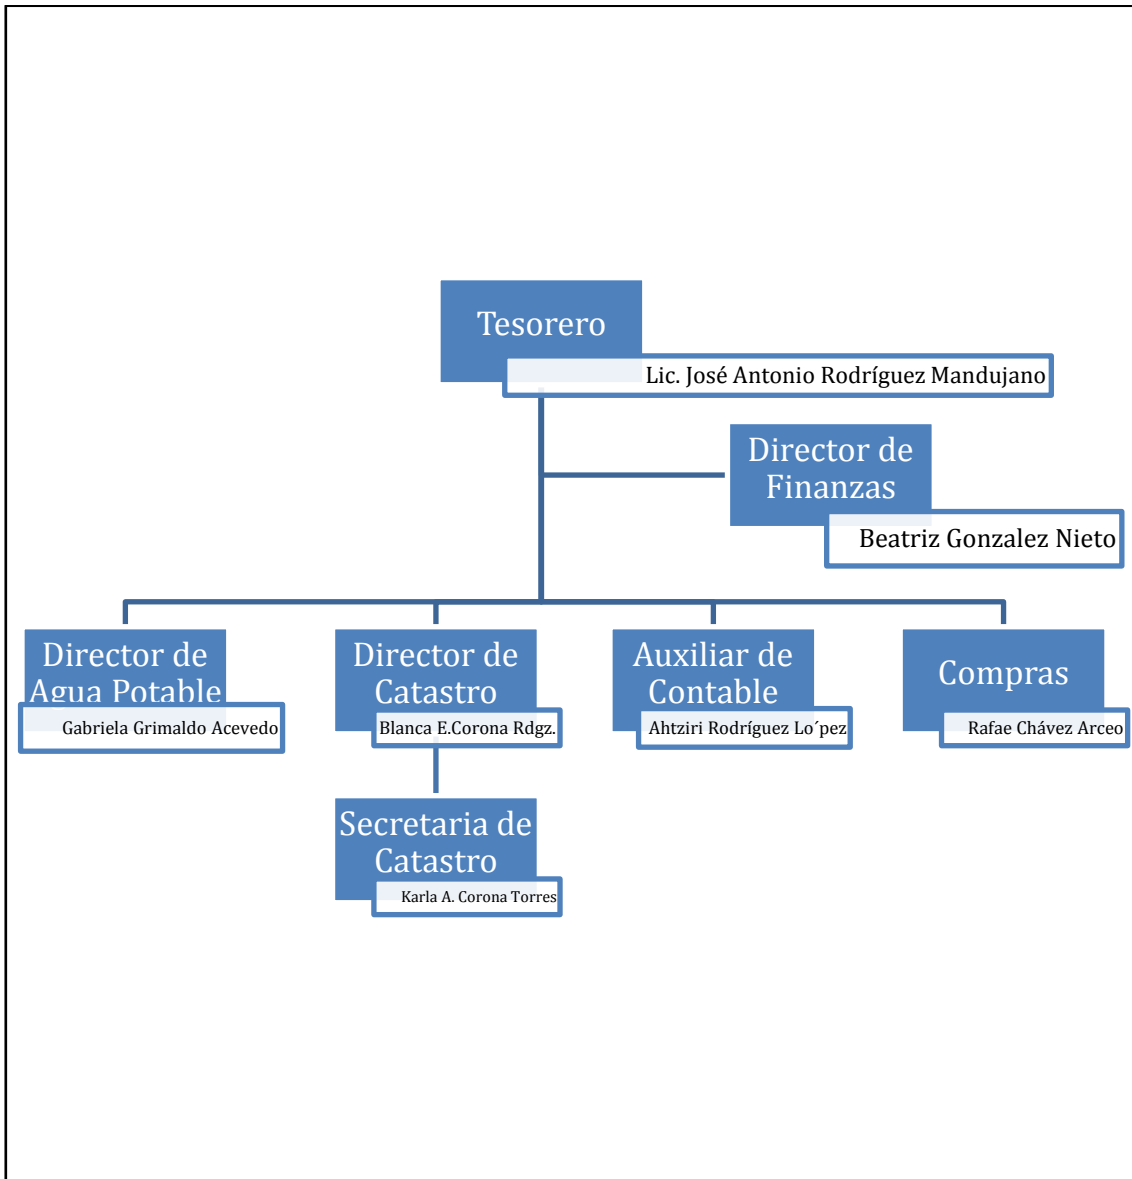 Tesorero
Lic. José Antonio Rodríguez Mandujano
Director de
Finanzas
Beatriz Gonzalez Nieto
Director de
Agua Potable
Gabriela Grimaldo Acevedo
Director de
Catastro
Blanca E.Corona Rdgz.
Auxiliar de
Contable
Ahtziri Rodríguez Lo´pez
Compras
Rafae Chávez Arceo
Secretaria de
Catastro
Karla A. Corona Torres